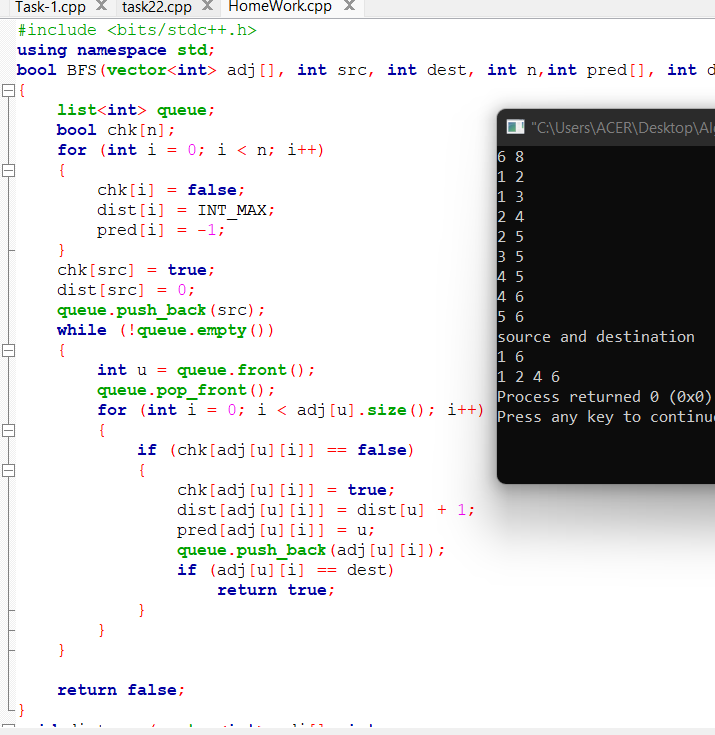 Task-1.cpp task22.cpp HomeWork.cpp
#include <bits/stdc++.h>
using namespace std;
bool BFS(vector<int> adj[], int src, int dest, int n,int pred[], int d
{
list<int> queue;
bool chk[n];
for (int i = 0; i < n; i++)
{
chk[i] = false;
dist[i] = INT_MAX;
pred[i] = -1;
}
chk[src] = true;
dist[src] = 0;
queue.push_back(src);
while (!queue.empty())
{
int u = queue.front();
queue.pop_front();
for (int i = 0; i < adj[u].size(); i++)
{
if (chk[adj[u][i]] == false)
{
chk[adj[u][i]] = true;
dist[adj[u][i]] = dist[u] + 1;
pred[adj[u][i]] = u;
queue.push_back(adj[u][i]);
if (adj[u][i] == dest)
return true;
}
}
}
return false;
}
"C:\Users\ACER\Desktop\Al
6 8
1 2
1 3
2 4
2 5
3 5
4 5
4 6
5 6
source and destination
1 6
1 2 4 6
Process returned 0 (0x0)
Press any key to continue